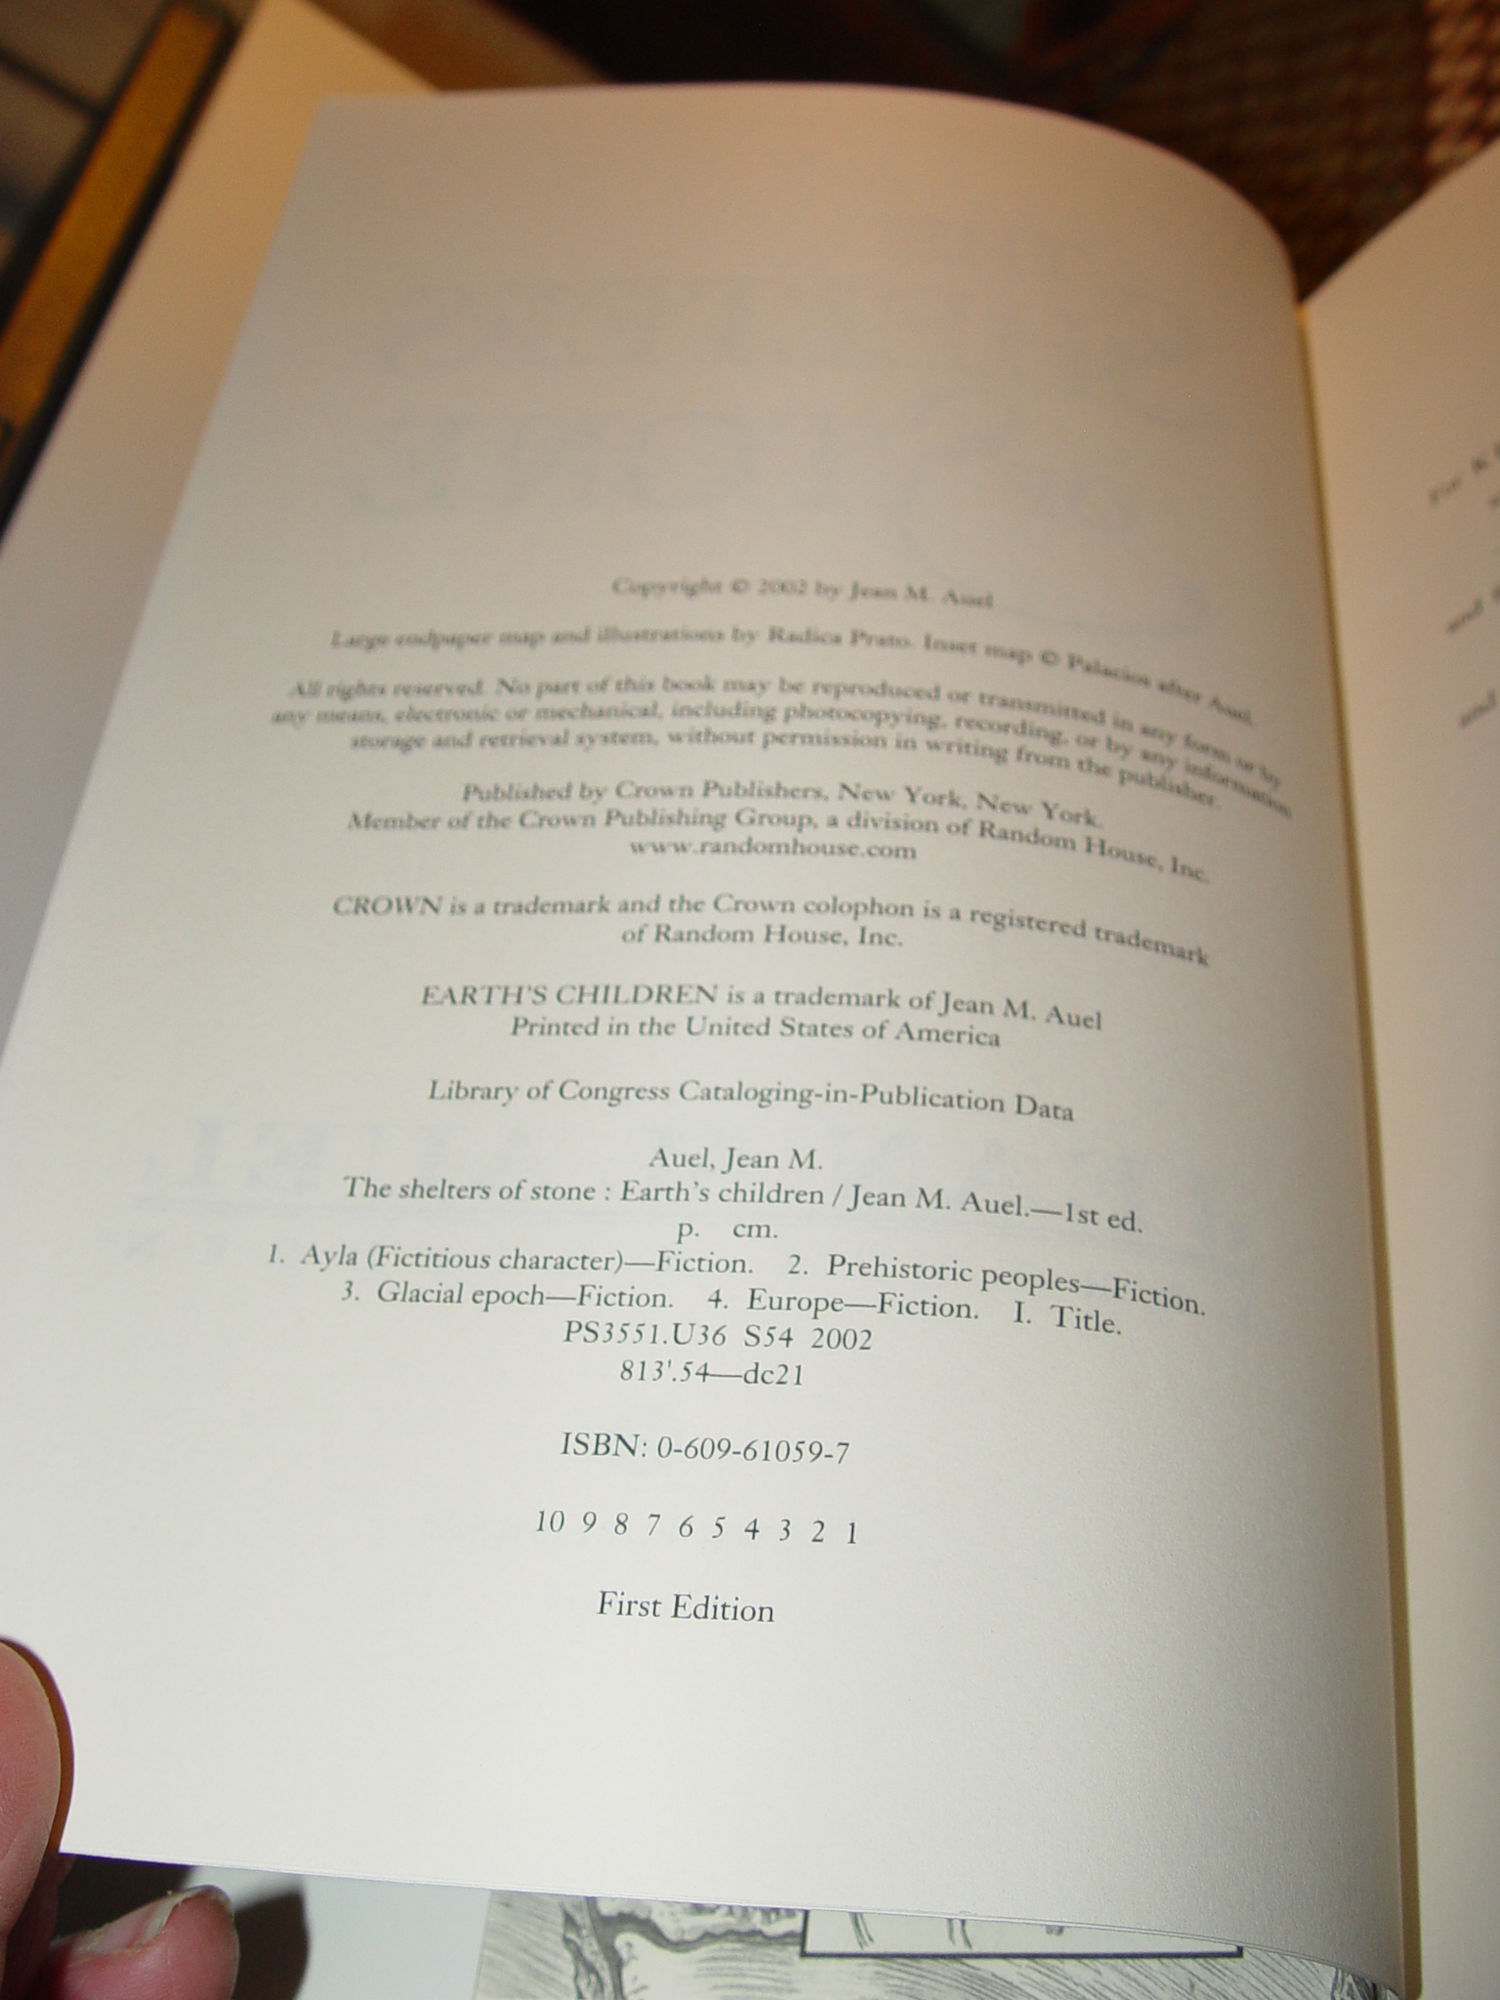 Copyright © 2002 by Jean M. Auel
Large endpaper map and illustrations by Radica Prato. Inset map © Palacios after Auel.
All rights reserved. No part of this book may be reproduced or transmitted in any form or by
any means, electronic or mechanical, including photocopying, recording, or by any information
storage and retrieval system, without permission in writing from the publisher.
Published by Crown Publishers, New York, New York.
Member of the Crown Publishing Group, a division of Random House, Inc.
www.randomhouse.com
CROWN is a trademark and the Crown colophon is a registered trademark
of Random House, Inc.
EARTH'S CHILDREN is a trademark of Jean M. Auel
Printed in the United States of America
Library of Congress Cataloging-in-Publication Data
Auel, Jean M.
The shelters of stone : Earth's children / Jean M. Auel.—1st ed.
p. cm.
1. Ayla (Fictitious character)—Fiction. 2. Prehistoric peoples—Fiction.
3. Glacial epoch—Fiction. 4. Europe—Fiction. I. Title.
PS3551.U36 S54 2002
813'.54—dc21
ISBN: 0-609-61059-7
10 9 8 7 6 5 4 3 2 1
First Edition
For
and
and